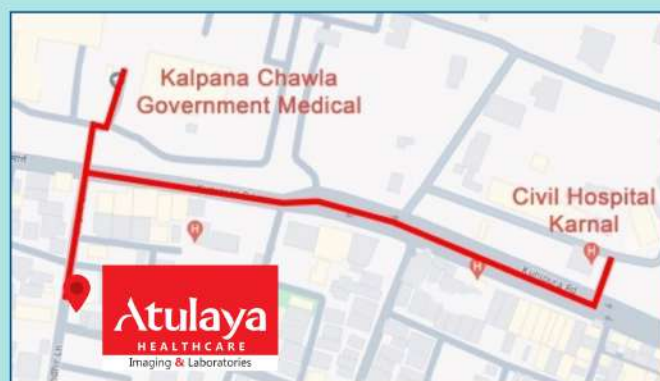 Kalpana Chawla
Government Medical
Civil Hospital
Karnal
H
H
H
Atulaya
HEALTHCARE
Imaging & Laboratories